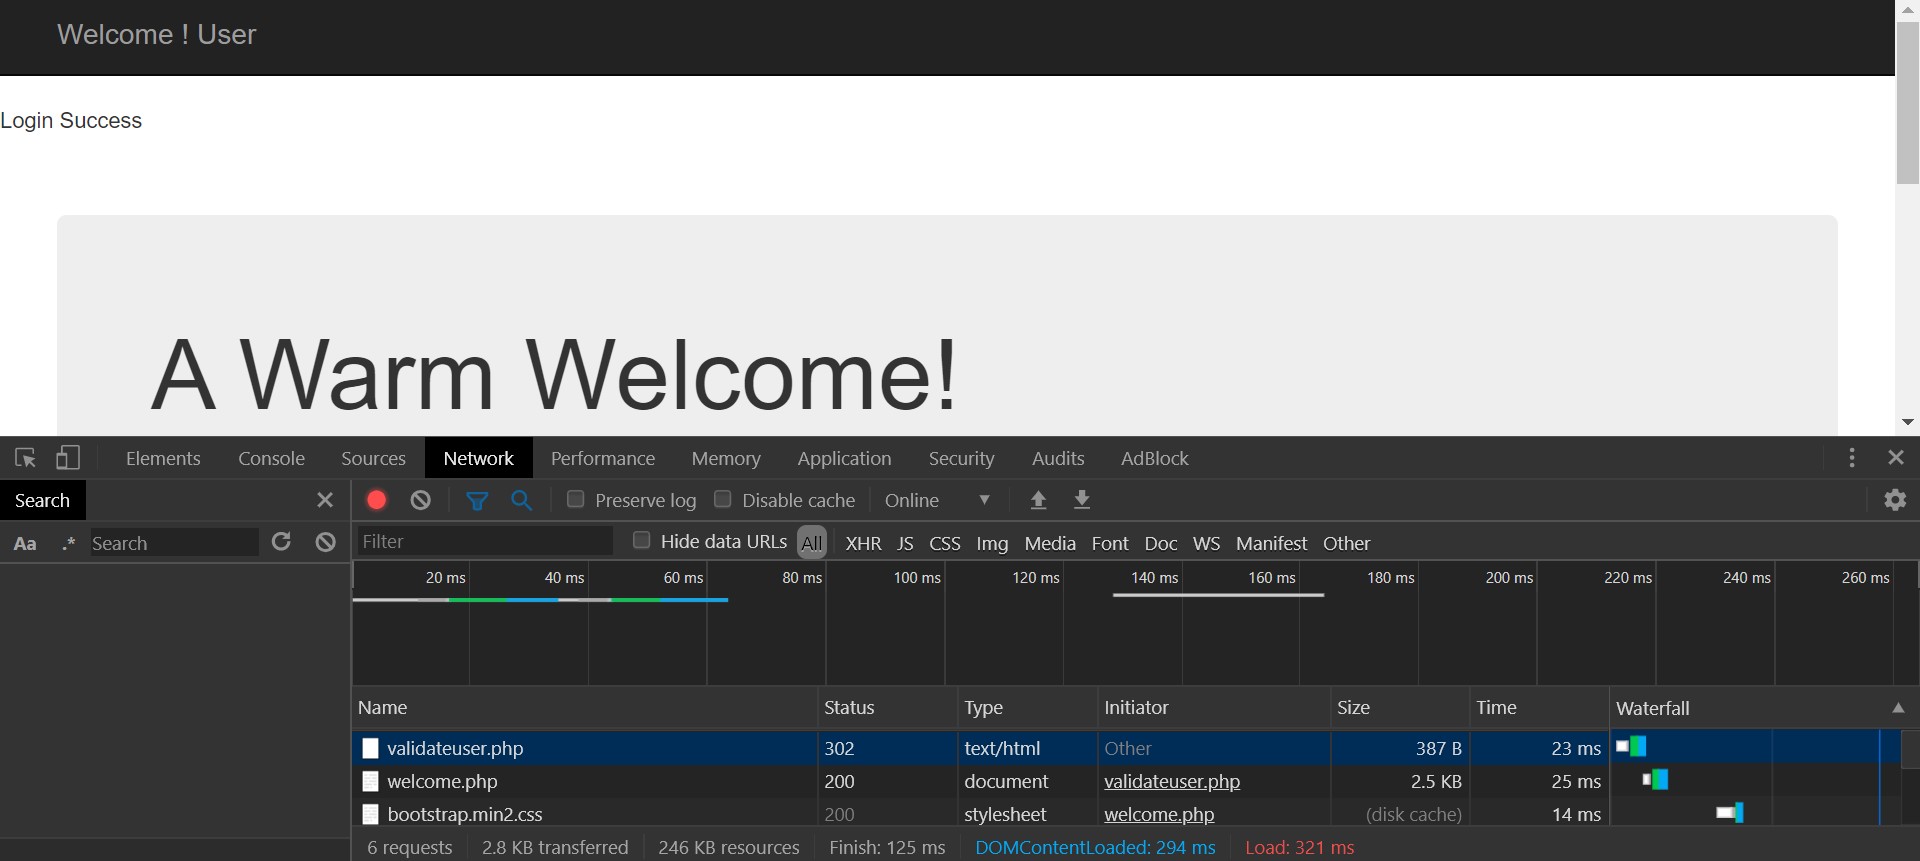 Welcome ! User
Login Success
A Warm Welcome!
Elements Console Sources Network Performance Memory Application Security Audits AdBlock
Search
Preserve log Disable cache Online
Aa .* Search
Filter Hide data URLs All XHR JS CSS Img Media Font Doc WS Manifest Other
20 ms 40 ms 60 ms 80 ms 100 ms 120 ms 140 ms 160 ms 180 ms 200 ms 220 ms 240 ms 260 ms
Name Status Type Initiator Size Time Waterfall
validateuser.php 302 text/html Other 387 B 23 ms
welcome.php 200 document validateuser.php 2.5 KB 25 ms
bootstrap.min2.css 200 stylesheet welcome.php (disk cache) 14 ms
6 requests 2.8 KB transferred 246 KB resources Finish: 125 ms DOMContentLoaded: 294 ms Load: 321 ms